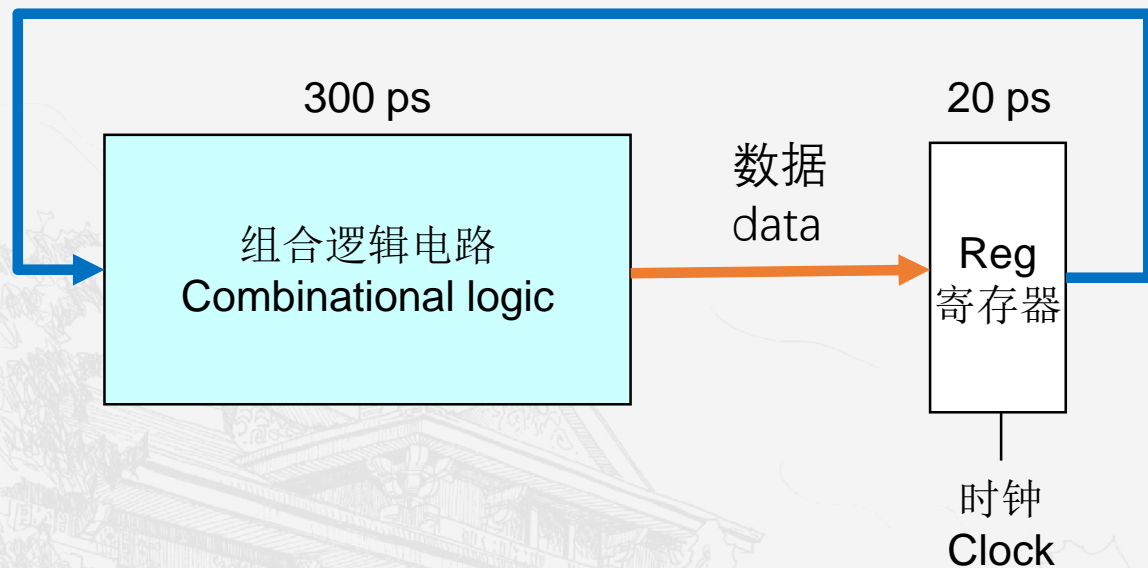 300 ps
20 ps
组合逻辑电路
Combinational logic
数据
data
Reg
寄存器
时钟
Clock